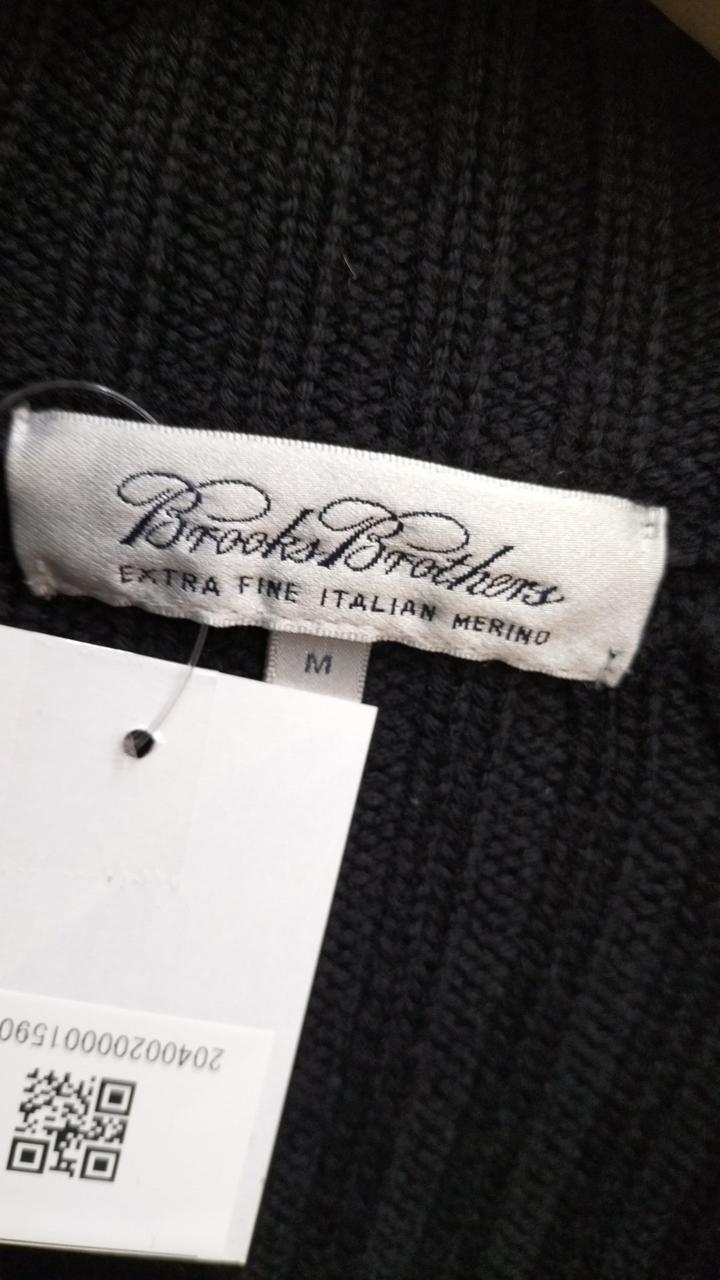 Brooks Brothers
EXTRA FINE ITALIAN MERINO
M
20400200001590